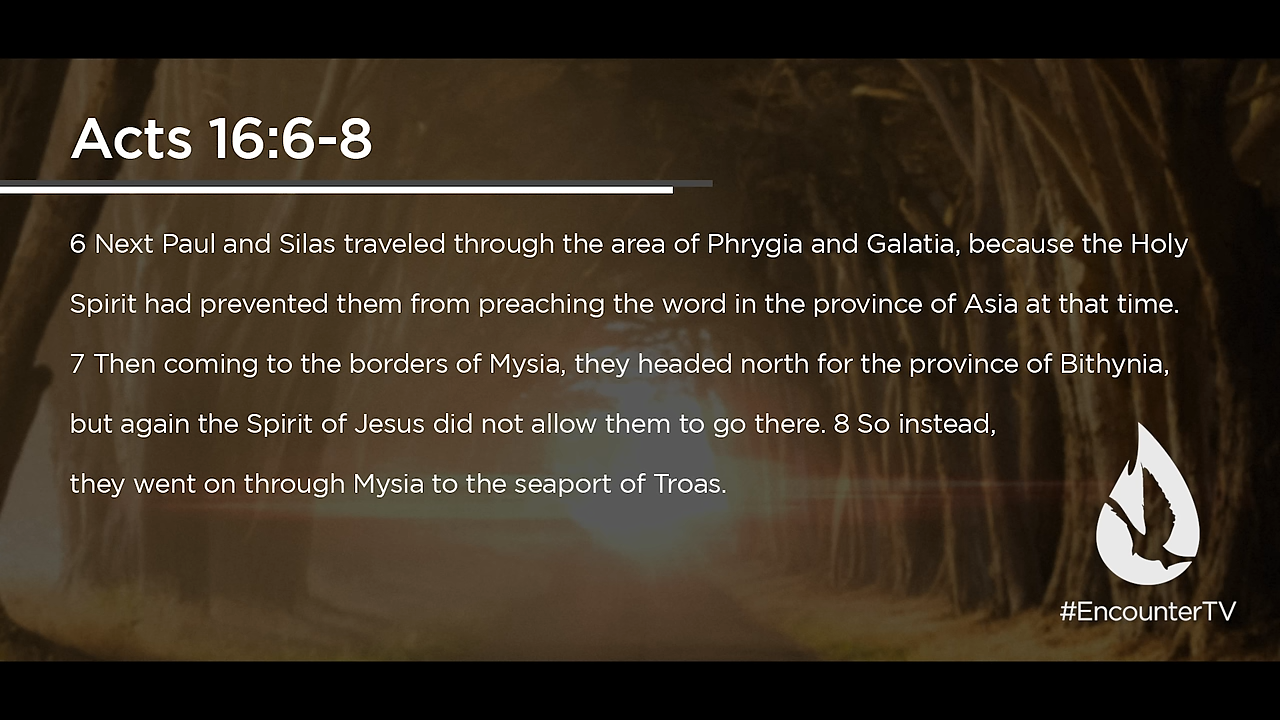 Acts 16:6-8
6 Next Paul and Silas traveled through the area of Phrygia and Galatia, because the Holy
Spirit had prevented them from preaching the word in the province of Asia at that time.
7 Then coming to the borders of Mysia, they headed north for the province of Bithynia,
but again the Spirit of Jesus did not allow them to go there. 8 So instead,
they went on through Mysia to the seaport of Troas.
#EncounterTV